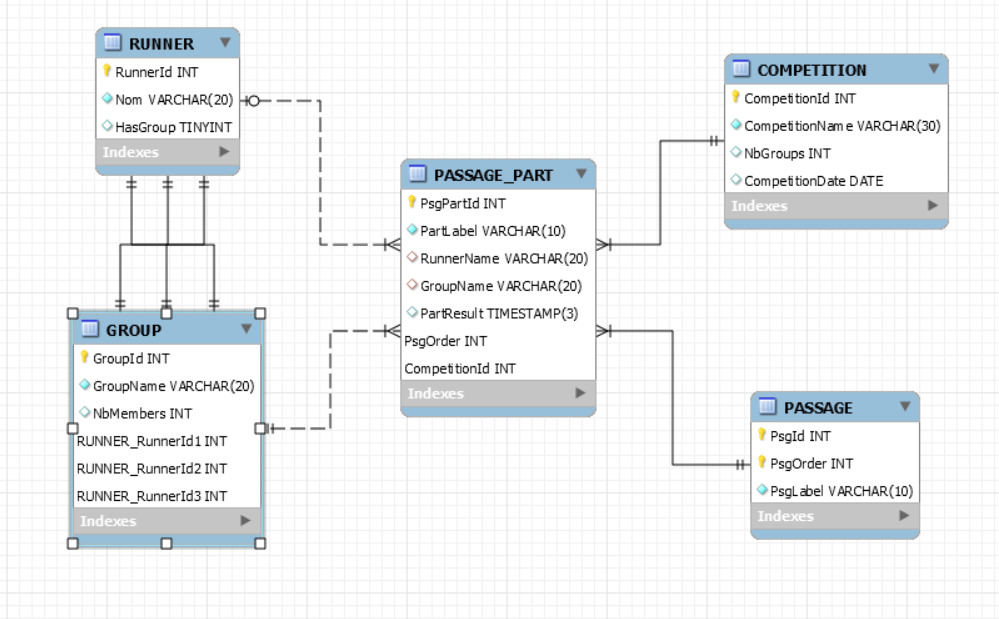 RUNNER
RunnerId INT
Nom VARCHAR(20)
HasGroup TINYINT
Indexes
COMPETITION
CompetitionId INT
CompetitionName VARCHAR(30)
NbGroups INT
CompetitionDate DATE
Indexes
PASSAGE_PART
PsgPartId INT
PartLabel VARCHAR(10)
RunnerName VARCHAR(20)
GroupName VARCHAR(20)
PartResult TIMESTAMP(3)
PsgOrder INT
CompetitionId INT
Indexes
GROUP
GroupId INT
GroupName VARCHAR(20)
NbMembers INT
RUNNER_RunnerId1 INT
RUNNER_RunnerId2 INT
RUNNER_RunnerId3 INT
Indexes
PASSAGE
PsgId INT
PsgOrder INT
PsgLabel VARCHAR(10)
Indexes